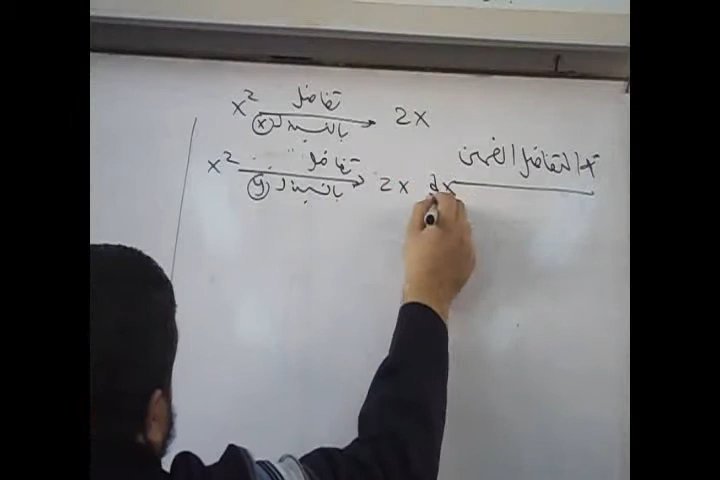 * التفاضل الضمني
x² تفاضل بالنسبة لـ x → 2x
x² تفاضل بالنسبة لـ y → 2x dx